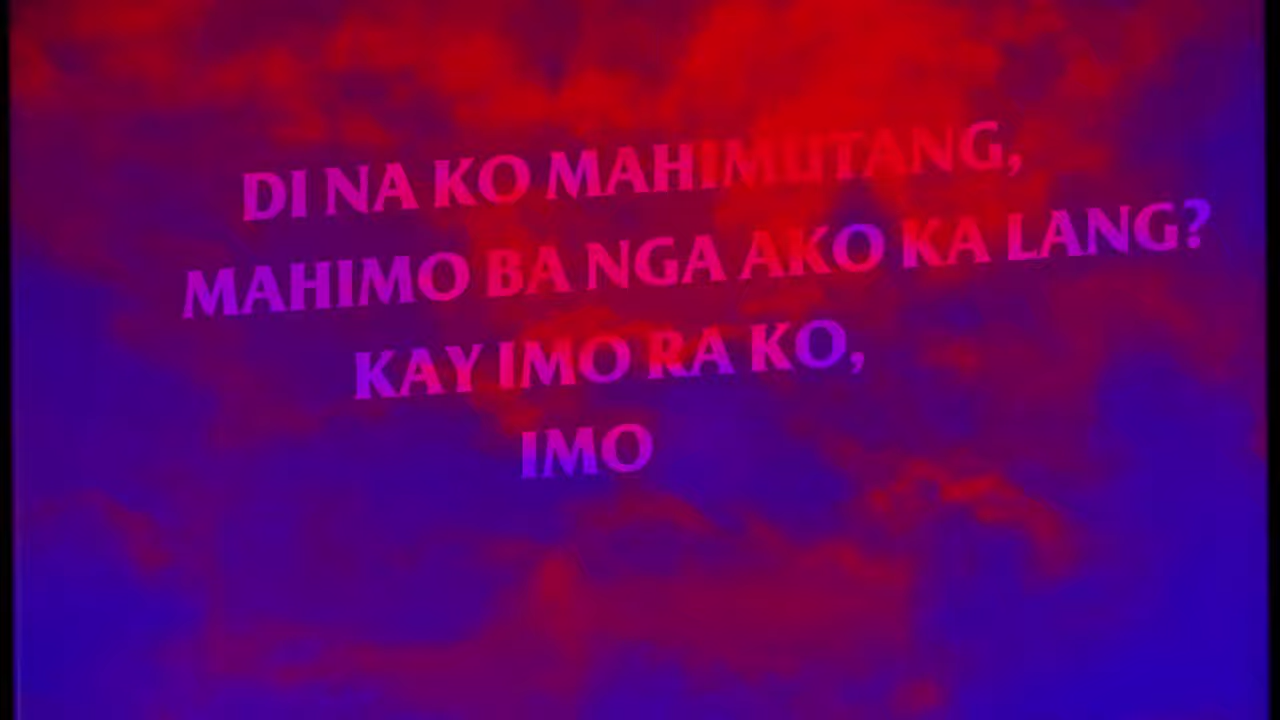 DI NA KO MAHIMUTANG,
MAHIMO BA NGA AKO KA LANG?
KAY IMO RA KO,
IMO